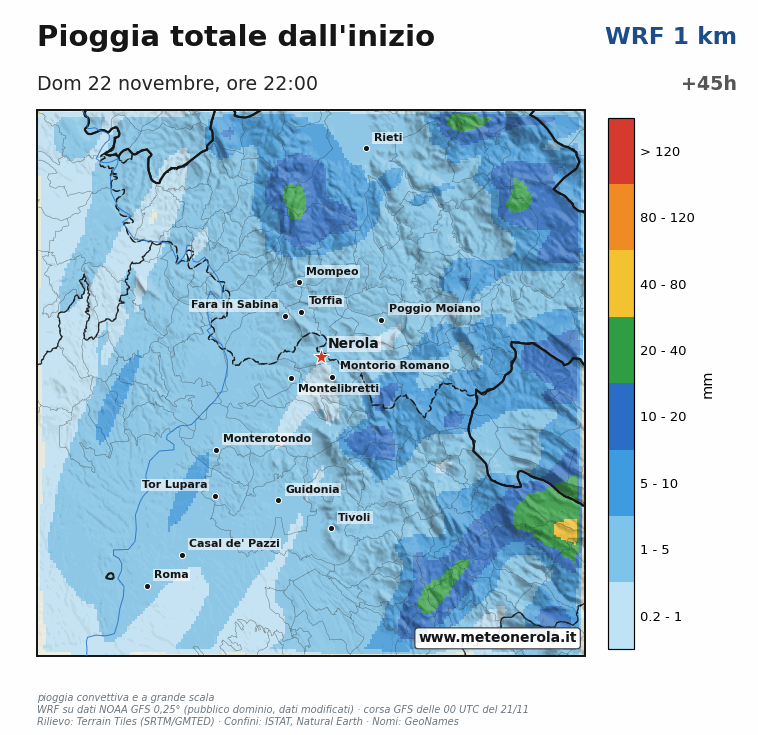 Pioggia totale dall'inizio
WRF 1 km
Dom 22 novembre, ore 22:00
+45h
Rieti
Mompeo
Toffia
Fara in Sabina
Poggio Moiano
Nerola
Montorio Romano
Montelibretti
Monterotondo
Tor Lupara
Guidonia
Tivoli
Casal de' Pazzi
Roma
www.meteonerola.it
> 120
80 - 120
40 - 80
20 - 40
10 - 20
5 - 10
1 - 5
0.2 - 1
mm
pioggia convettiva e a grande scala
WRF su dati NOAA GFS 0,25° (pubblico dominio, dati modificati) · corsa GFS delle 00 UTC del 21/11
Rilievo: Terrain Tiles (SRTM/GMTED) · Confini: ISTAT, Natural Earth · Nomi: GeoNames